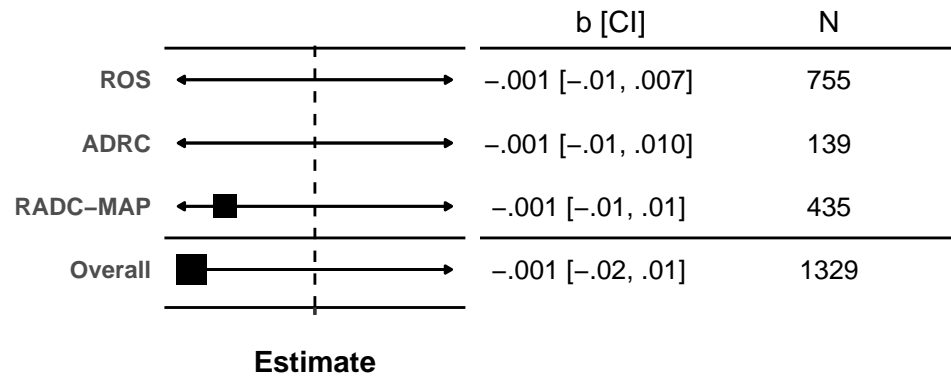 b [CI] N
ROS −.001 [−.01, .007] 755
ADRC −.001 [−.01, .010] 139
RADC−MAP −.001 [−.01, .01] 435
Overall −.001 [−.02, .01] 1329
Estimate